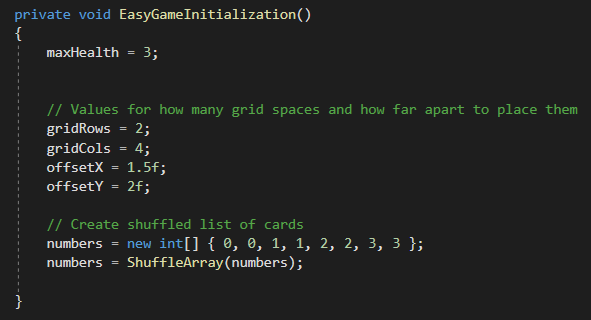 private void EasyGameInitialization()
{
maxHealth = 3;
// Values for how many grid spaces and how far apart to place them
gridRows = 2;
gridCols = 4;
offsetX = 1.5f;
offsetY = 2f;
// Create shuffled list of cards
numbers = new int[] { 0, 0, 1, 1, 2, 2, 3, 3 };
numbers = ShuffleArray(numbers);
}